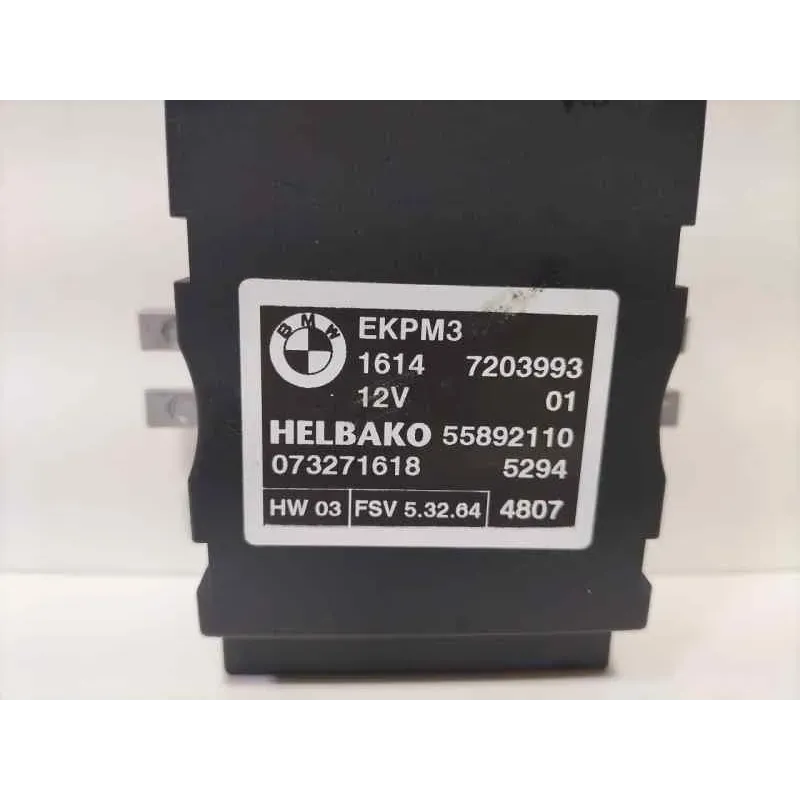 BMW
EKPM3
1614 7203993
12V 01
HELBAKO 55892110
073271618 5294
HW 03 FSV 5.32.64 4807